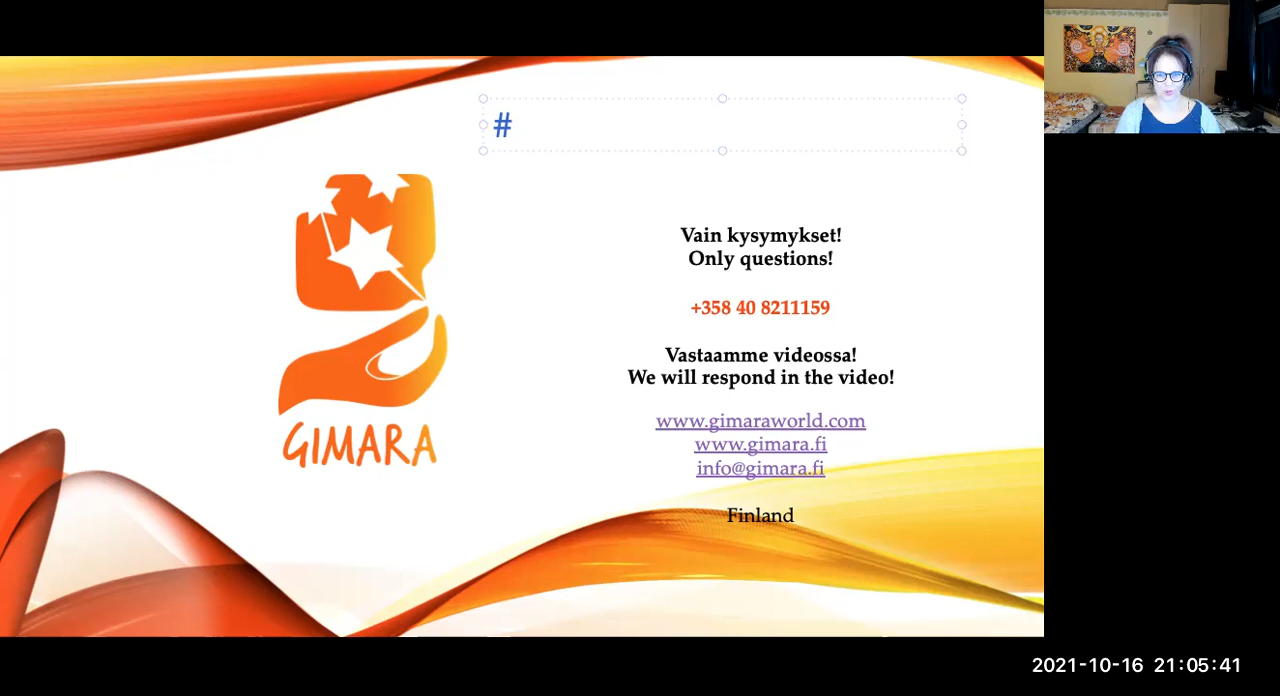 #
GIMARA
Vain kysymykset!
Only questions!
+358 40 8211159
Vastaamme videossa!
We will respond in the video!
www.gimaraworld.com
www.gimara.fi
info@gimara.fi
Finland
2021-10-16 21:05:41